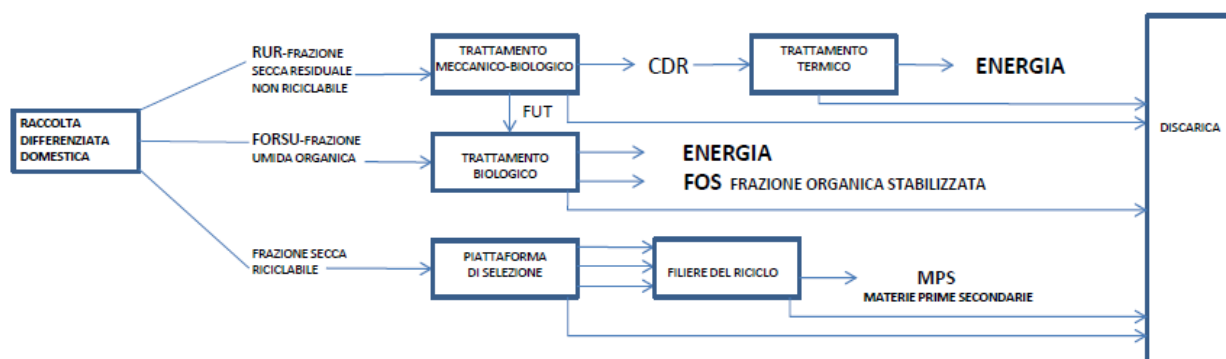 RACCOLTA
DIFFERENZIATA
DOMESTICA
RUR-FRAZIONE
SECCA RESIDUALE
NON RICICLABILE
TRATTAMENTO
MECCANICO-BIOLOGICO
CDR
TRATTAMENTO
TERMICO
ENERGIA
FUT
FORSU-FRAZIONE
UMIDA ORGANICA
TRATTAMENTO
BIOLOGICO
ENERGIA
FOS FRAZIONE ORGANICA STABILIZZATA
FRAZIONE SECCA
RICICLABILE
PIATTAFORMA
DI SELEZIONE
FILIERE DEL RICICLO
MPS
MATERIE PRIME SECONDARIE
DISCARICA